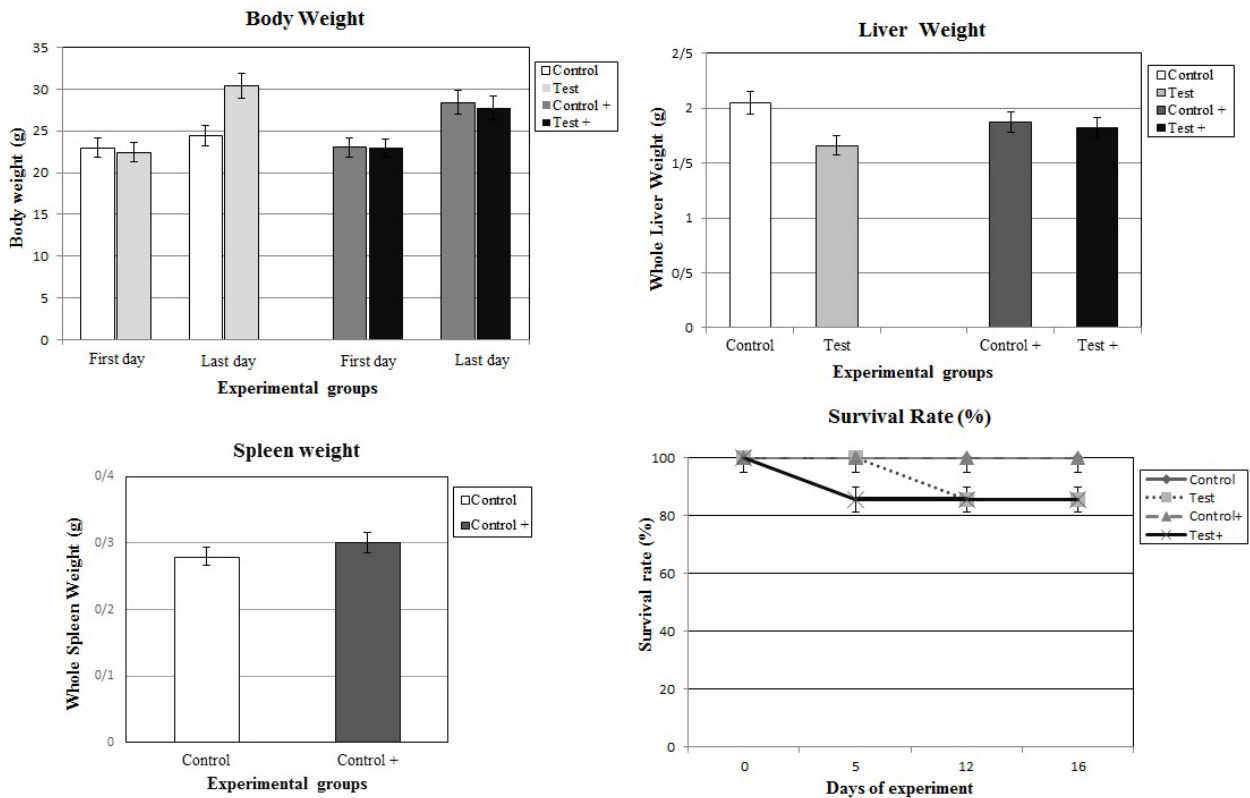 Body Weight
35
30
25
20
15
10
5
0
Body weight (g)
First day
Last day
First day
Last day
Experimental groups
Control
Test
Control +
Test +
Liver Weight
2/5
2
1/5
1
0/5
0
Whole Liver Weight (g)
Control
Test
Control +
Test +
Experimental groups
Control
Test
Control +
Test +
Spleen weight
0/4
0/3
0/2
0/1
0
Whole Spleen Weight (g)
Control
Control +
Experimental groups
Control
Control +
Survival Rate (%)
100
80
60
40
20
0
Survival rate (%)
0
5
12
16
Days of experiment
Control
Test
Control+
Test+